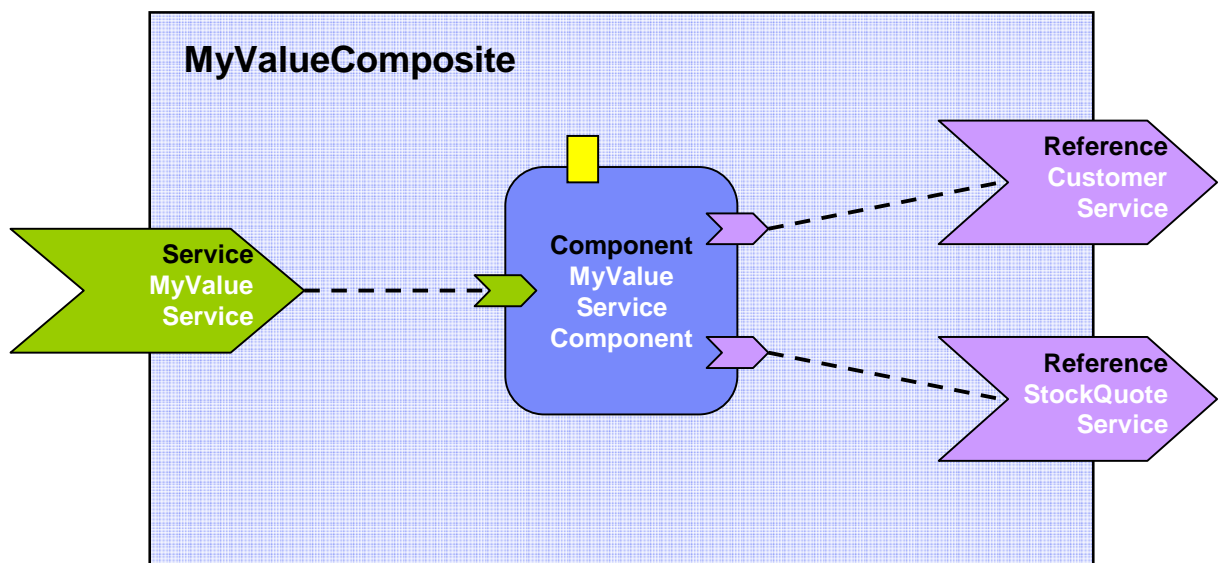 MyValueComposite
Service
MyValue
Service
Component
MyValue
Service
Component
Reference
Customer
Service
Reference
StockQuote
Service